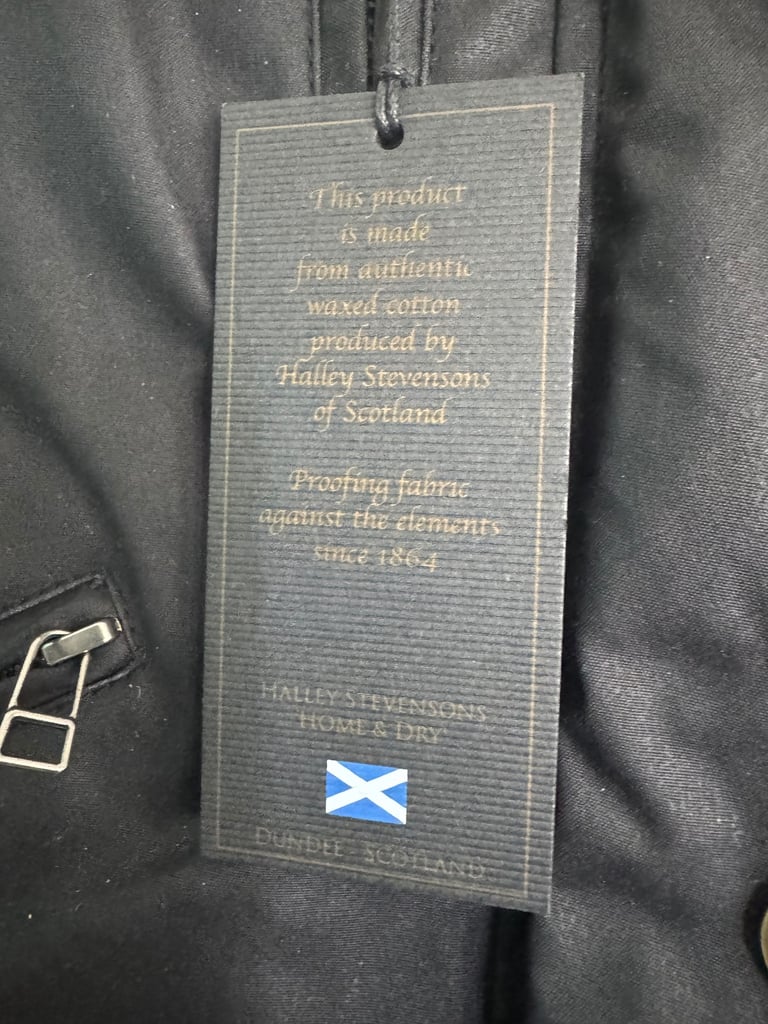 This product
is made
from authentic
waxed cotton
produced by
Halley Stevensons
of Scotland
Proofing fabric
against the elements
since 1864
HALLEY STEVENSONS
HOME & DRY
DUNDEE - SCOTLAND